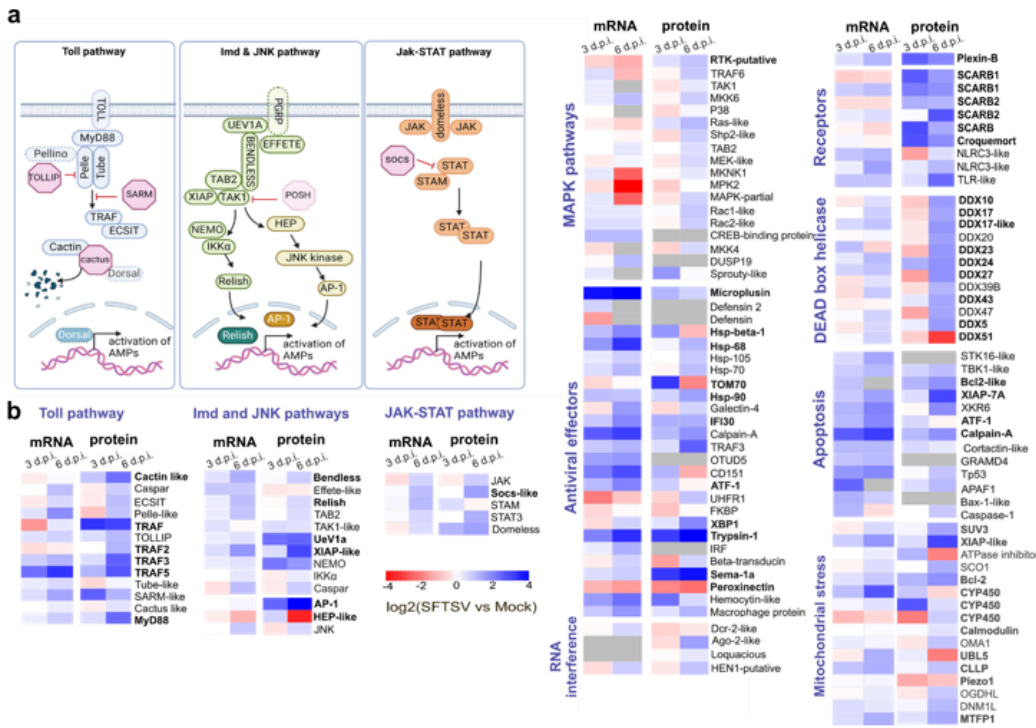 a
Toll pathway
TOLL
MyD88
Pellino
Pelle
Tube
TOLLIP
SARM
TRAF
ECSIT
Cactin
cactus
Dorsal
Dorsal
activation of
AMPs
Imd & JNK pathway
PGRP
UEV1A
BENDLESS
EFFETE
TAB2
XIAP
TAK1
POSH
NEMO
HEP
IKKα
JNK kinase
Relish
AP-1
AP-1
Relish
activation of
AMPs
Jak-STAT pathway
domeless
JAK
JAK
socs
STAT
STAM
STAT
STAT
STAT
STAT
activation of
AMPs
b
Toll pathway
mRNA
protein
3 d.p.i.
6 d.p.i.
3 d.p.i.
6 d.p.i.
Cactin like
Caspar
ECSIT
Pelle-like
TRAF
TOLLIP
TRAF2
TRAF3
TRAF5
Tube-like
SARM-like
Cactus like
MyD88
Imd and JNK pathways
mRNA
protein
3 d.p.i.
6 d.p.i.
3 d.p.i.
6 d.p.i.
Bendless
Effete-like
Relish
TAB2
TAK1-like
UeV1a
XIAP-like
NEMO
IKKα
Caspar
AP-1
HEP-like
JNK
JAK-STAT pathway
mRNA
protein
3 d.p.i.
6 d.p.i.
3 d.p.i.
6 d.p.i.
JAK
Socs-like
STAM
STAT3
Domeless
-4 -2 0 2 4
log2(SFTSV vs Mock)
mRNA
protein
3 d.p.i.
6 d.p.i.
3 d.p.i.
6 d.p.i.
MAPK pathways
RTK-putative
TRAF6
TAK1
MKK6
P38
Ras-like
Shp2-like
TAB2
MEK-like
MKNK1
MPK2
MAPK-partial
Rac1-like
Rac2-like
CREB-binding protein
MKK4
DUSP19
Sprouty-like
Antiviral effectors
Microplusin
Defensin 2
Defensin
Hsp-beta-1
Hsp-68
Hsp-105
Hsp-70
TOM70
Hsp-90
Galectin-4
IFI30
Calpain-A
TRAF3
OTUD5
CD151
ATF-1
UHFR1
FKBP
XBP1
Trypsin-1
IRF
Beta-transducin
Sema-1a
Peroxinectin
Hemocytin-like
Macrophage protein
RNA
interference
Dcr-2-like
Ago-2-like
Loquacious
HEN1-putative
mRNA
protein
3 d.p.i.
6 d.p.i.
3 d.p.i.
6 d.p.i.
Receptors
Plexin-B
SCARB1
SCARB1
SCARB2
SCARB2
SCARB
Croquemort
NLRC3-like
NLRC3-like
TLR-like
DEAD box helicase
DDX10
DDX17
DDX17-like
DDX20
DDX23
DDX24
DDX27
DDX39B
DDX43
DDX47
DDX5
DDX51
Apoptosis
STK16-like
TBK1-like
Bcl2-like
XIAP-7A
XKR6
ATF-1
Calpain-A
Cortactin-like
GRAMD4
Tp53
APAF1
Bax-1-like
Caspase-1
Mitochondrial stress
SUV3
XIAP-like
ATPase inhibitor
SCO1
Bcl-2
CYP450
CYP450
CYP450
Calmodulin
OMA1
UBL5
CLLP
Piezo1
OGDHL
DNM1L
MTFP1